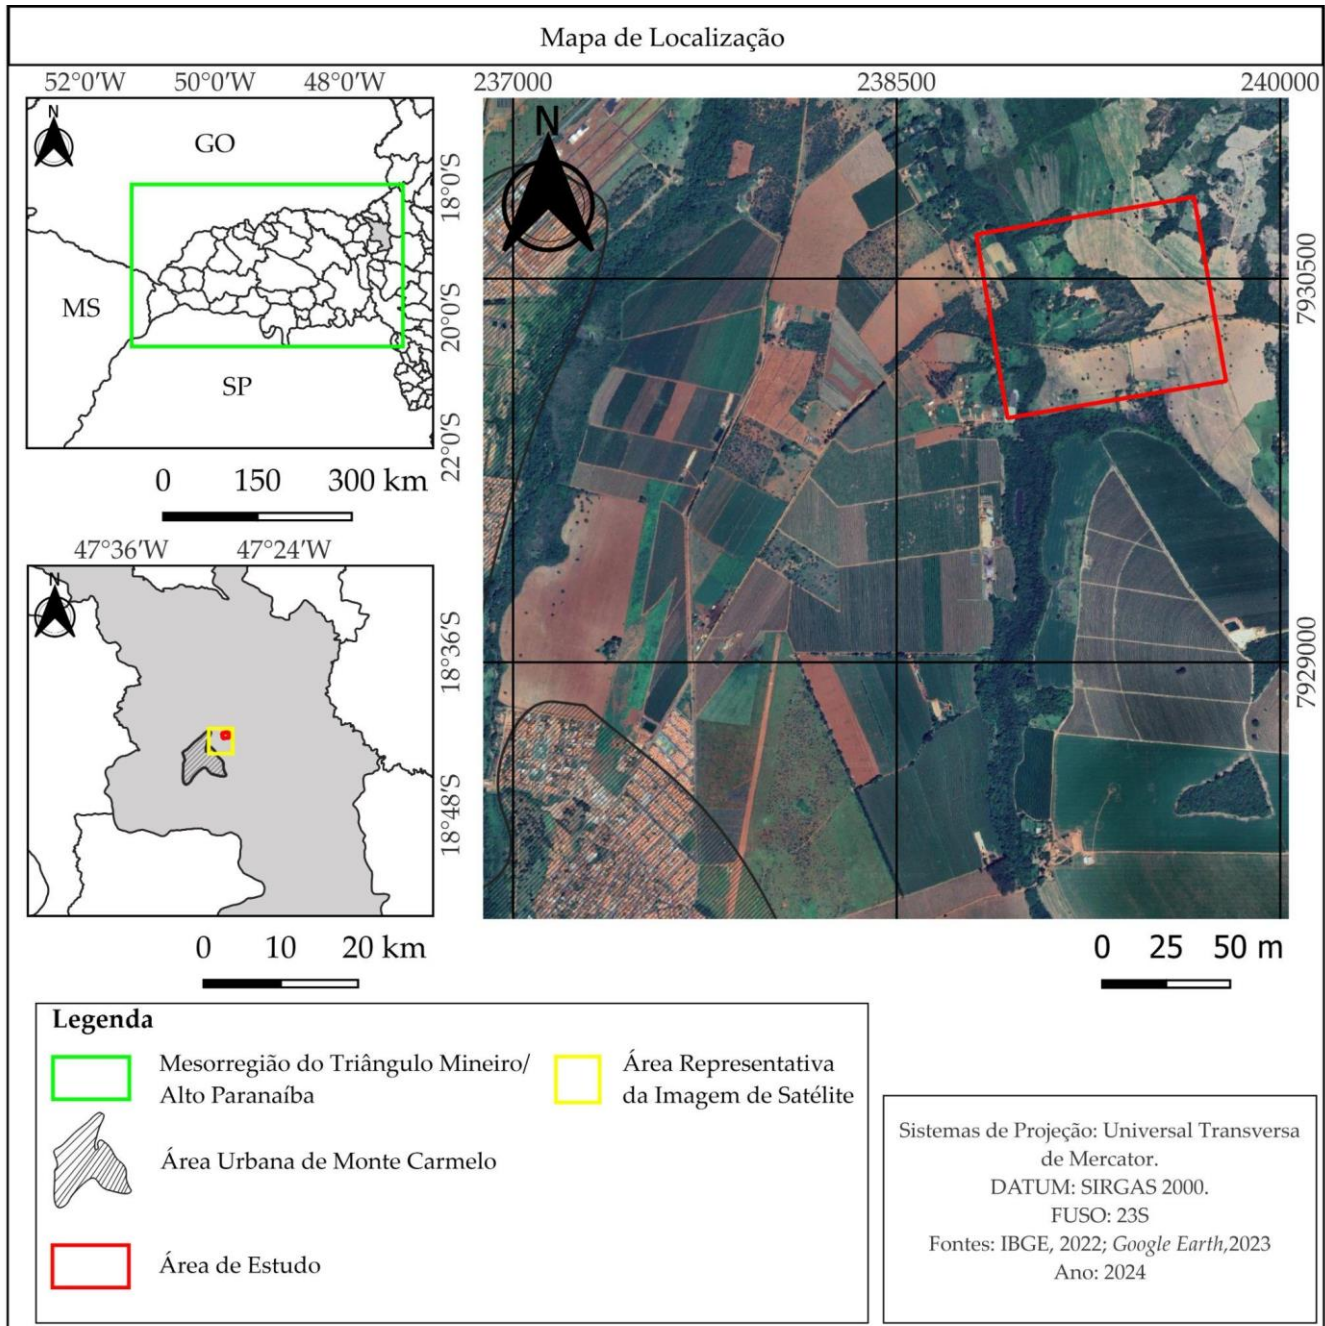 Mapa de Localização
52°0'W 50°0'W 48°0'W
N
GO
MS
SP
18°0'S
20°0'S
22°0'S
0 150 300 km
47°36'W 47°24'W
N
18°36'S
18°48'S
0 10 20 km
237000 238500 240000
N
7930500
7929000
0 25 50 m
Legenda
Mesorregião do Triângulo Mineiro/
Alto Paranaíba
Área Urbana de Monte Carmelo
Área de Estudo
Área Representativa
da Imagem de Satélite
Sistemas de Projeção: Universal Transversa
de Mercator.
DATUM: SIRGAS 2000.
FUSO: 23S
Fontes: IBGE, 2022; Google Earth,2023
Ano: 2024